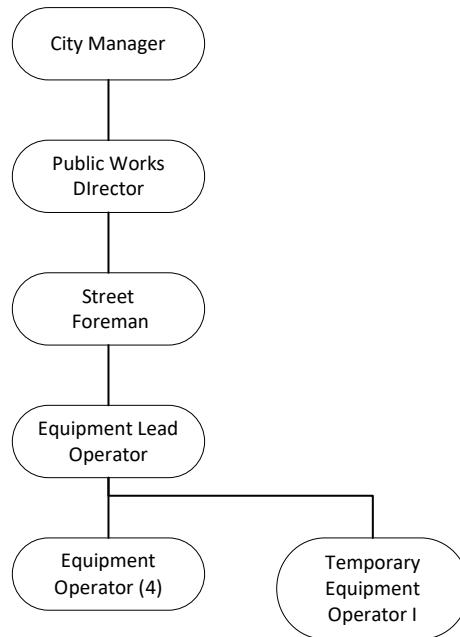 City Manager
Public Works
DIrector
Street
Foreman
Equipment Lead
Operator
Equipment
Operator (4)
Temporary
Equipment
Operator I